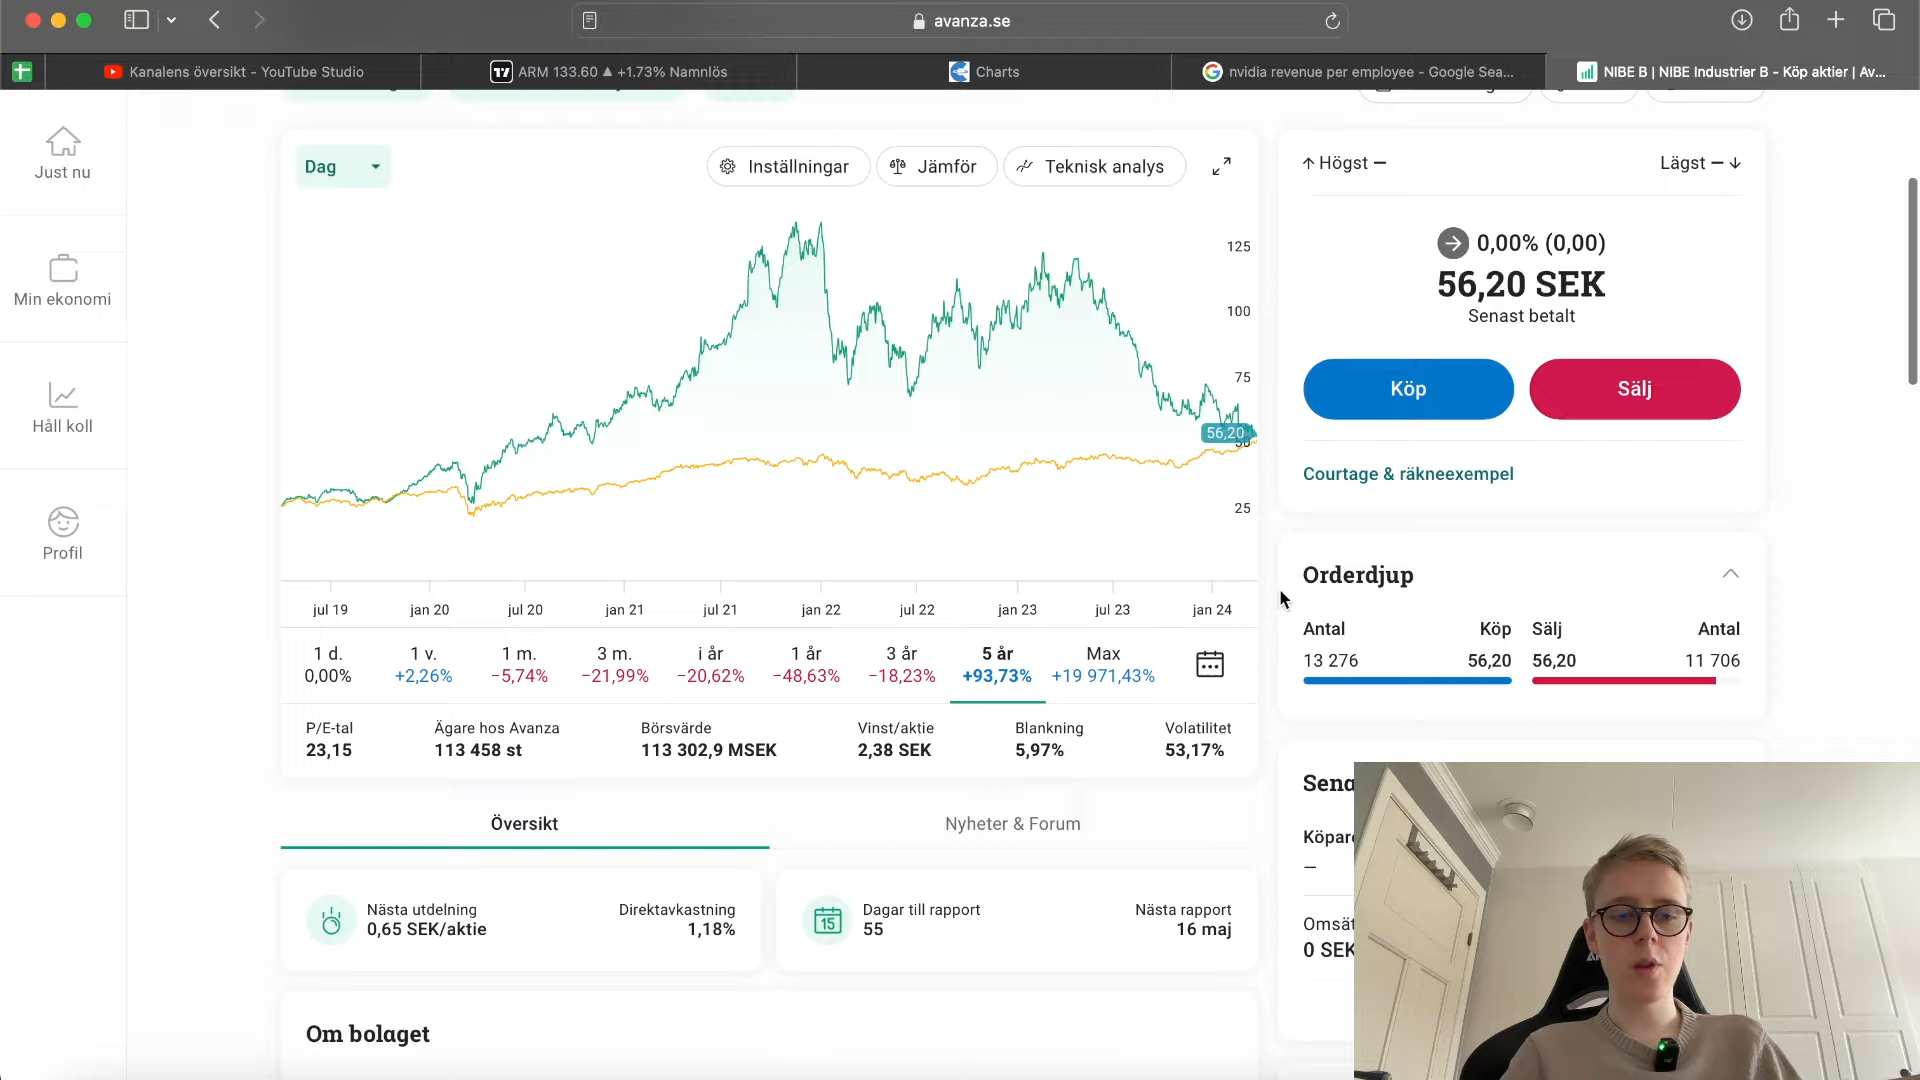 avanza.se
Kanalens översikt - YouTube Studio
ARM 133.60 ▲ +1.73% Namnlös
Charts
nvidia revenue per employee - Google Sea...
NIBE B | NIBE Industrier B - Köp aktier | Av...
Just nu
Min ekonomi
Håll koll
Profil
Dag
Inställningar
Jämför
Teknisk analys
125
100
75
56,20
50
25
jul 19
jan 20
jul 20
jan 21
jul 21
jan 22
jul 22
jan 23
jul 23
jan 24
1 d.
0,00%
1 v.
+2,26%
1 m.
−5,74%
3 m.
−21,99%
i år
−20,62%
1 år
−48,63%
3 år
−18,23%
5 år
+93,73%
Max
+19 971,43%
P/E-tal
23,15
Ägare hos Avanza
113 458 st
Börsvärde
113 302,9 MSEK
Vinst/aktie
2,38 SEK
Blankning
5,97%
Volatilitet
53,17%
Översikt
Nyheter & Forum
Nästa utdelning
0,65 SEK/aktie
Direktavkastning
1,18%
15
Dagar till rapport
55
Nästa rapport
16 maj
Om bolaget
↑ Högst −
Lägst − ↓
0,00% (0,00)
56,20 SEK
Senast betalt
Köp
Sälj
Courtage & räkneexempel
Orderdjup
Antal Köp Sälj Antal
13 276 56,20 56,20 11 706
Sena
Köpar
−
Omsät
0 SEK